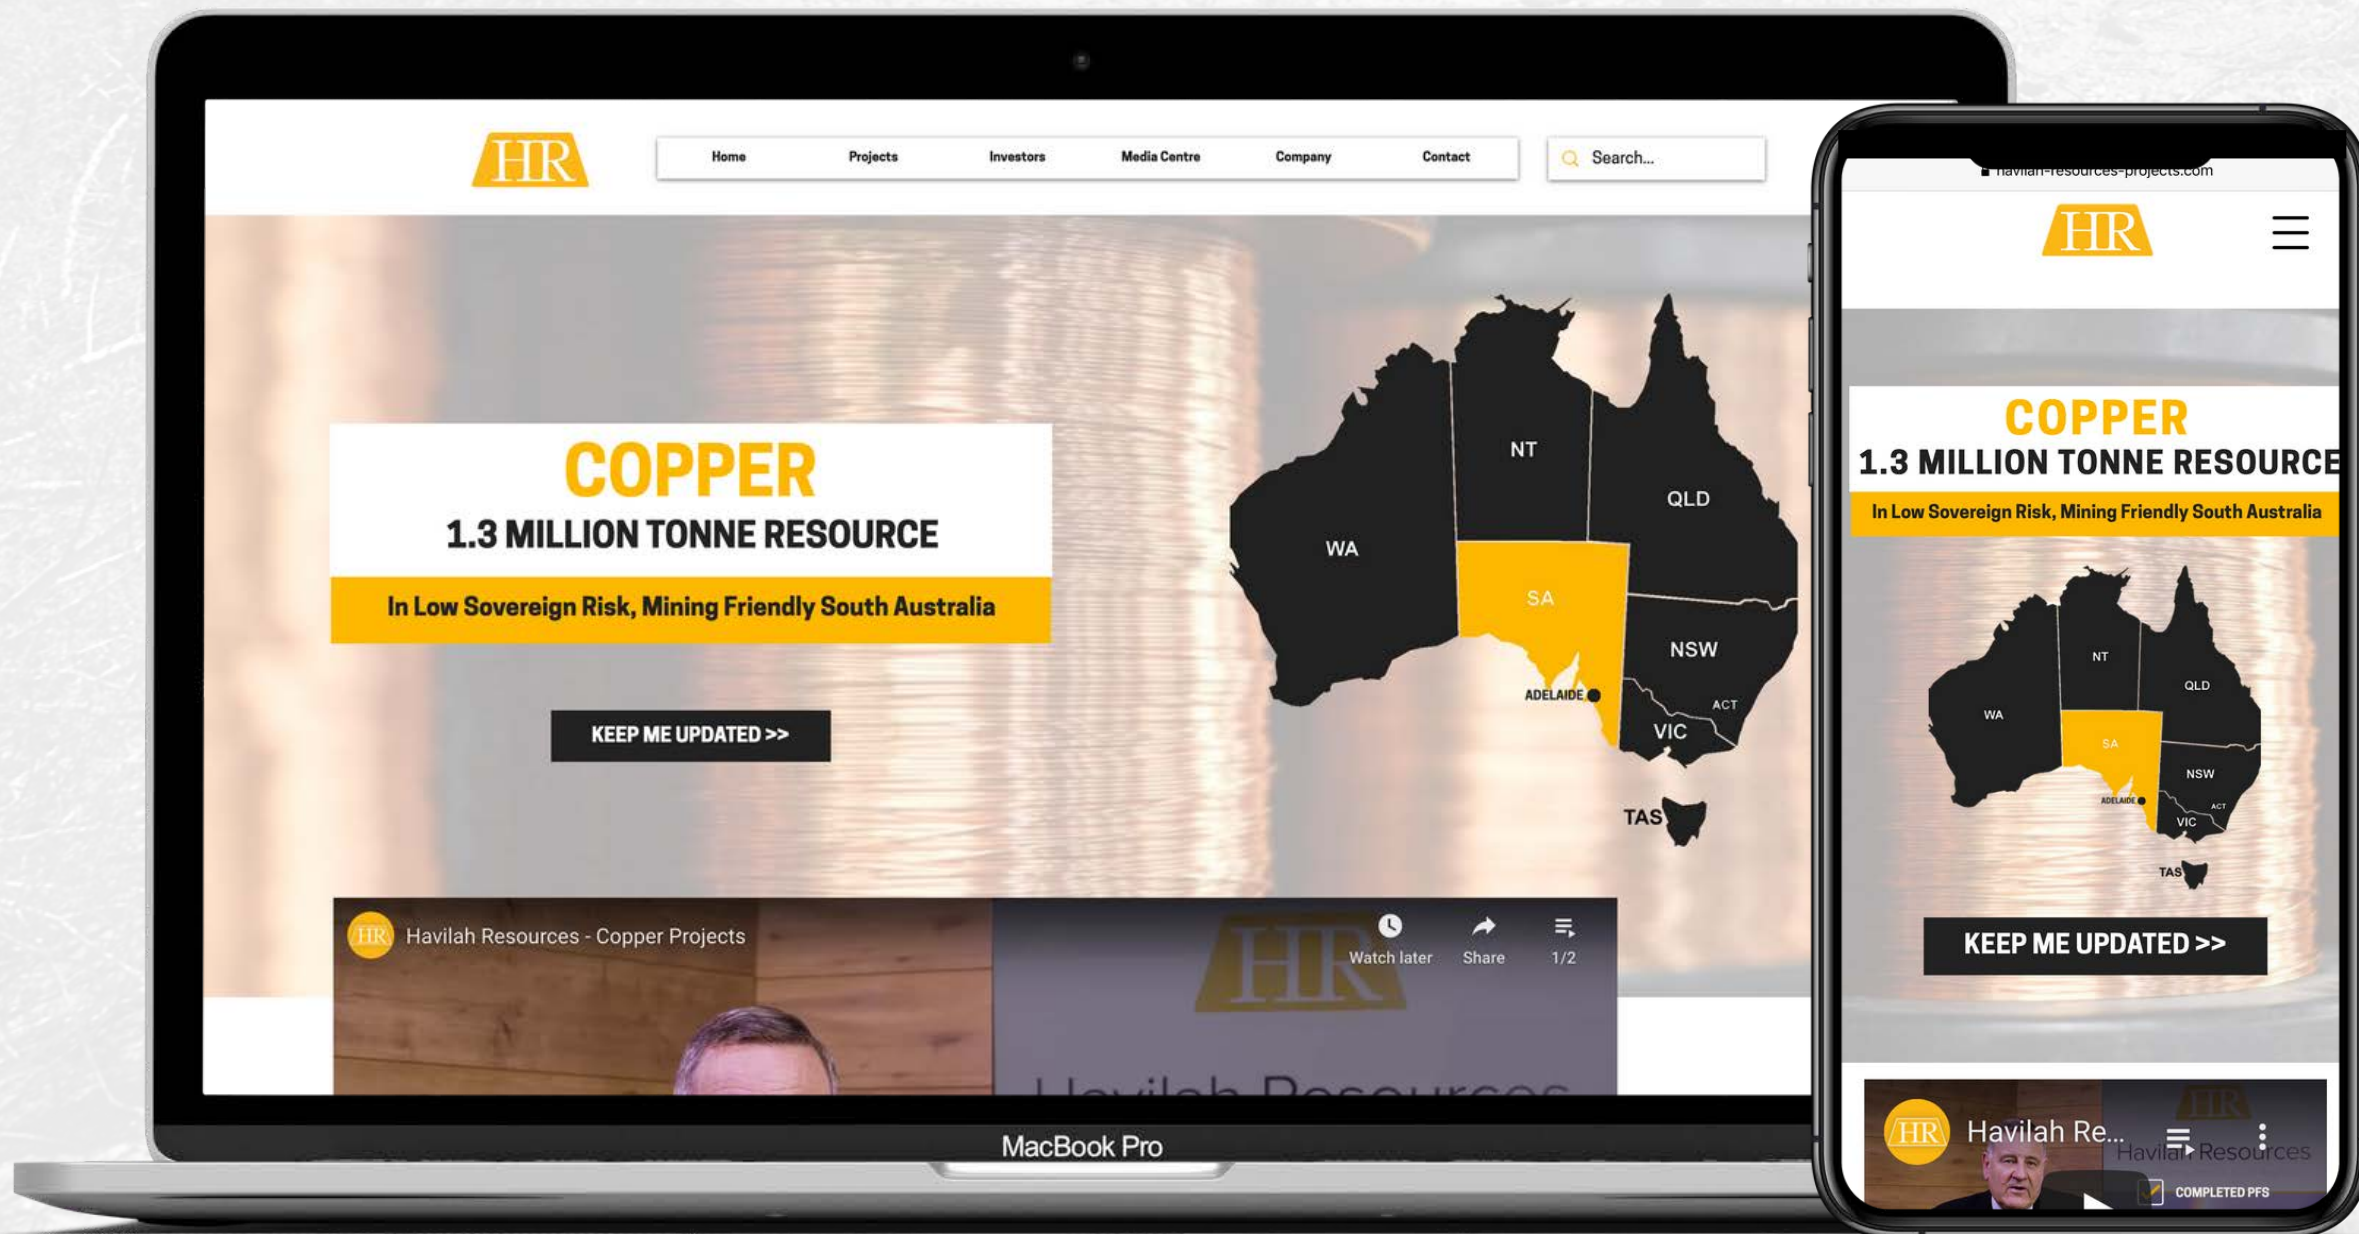 HR
Home Projects Investors Media Centre Company Contact
Search...
COPPER
1.3 MILLION TONNE RESOURCE
In Low Sovereign Risk, Mining Friendly South Australia
KEEP ME UPDATED >>
NT
QLD
WA
SA
NSW
ADELAIDE
ACT
VIC
TAS
HR Havilah Resources - Copper Projects
Watch later Share 1/2
HR
Havilah Resources
MacBook Pro
havilah-resources-projects.com
HR
COPPER
1.3 MILLION TONNE RESOURCE
In Low Sovereign Risk, Mining Friendly South Australia
NT
QLD
WA
SA
NSW
ADELAIDE
ACT
VIC
TAS
KEEP ME UPDATED >>
HR Havilah Re...
HR
Havilah Resources
COMPLETED PFS